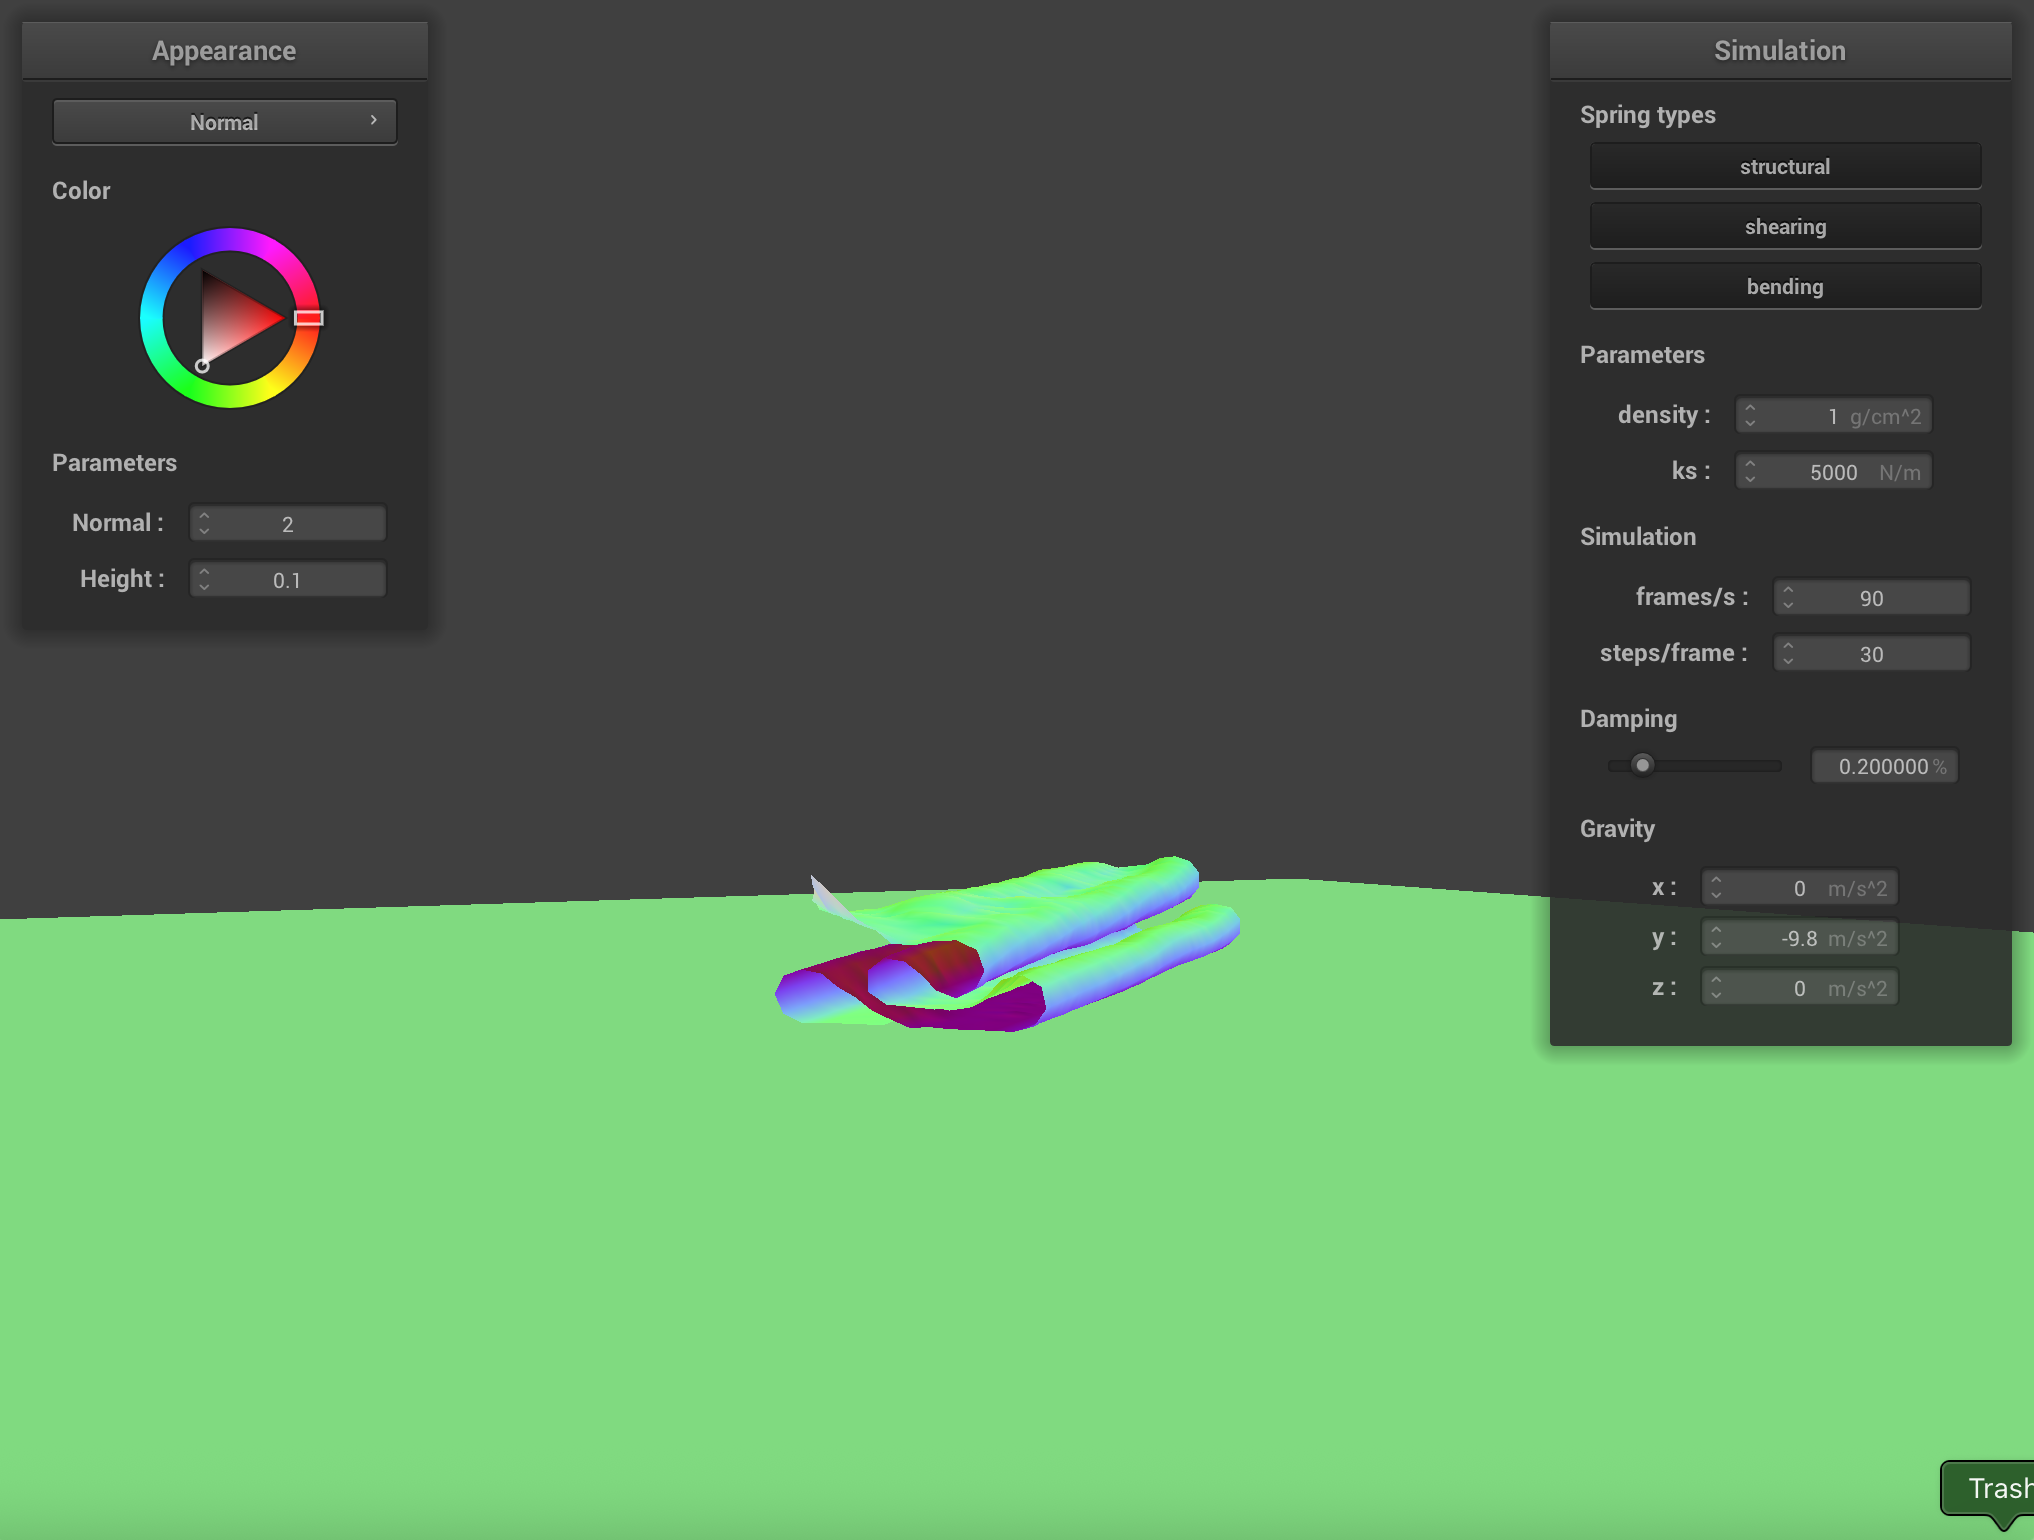 Appearance
Normal
Color
Parameters
Normal : 2
Height : 0.1
Simulation
Spring types
structural
shearing
bending
Parameters
density : 1 g/cm^2
ks : 5000 N/m
Simulation
frames/s : 90
steps/frame : 30
Damping
0.200000 %
Gravity
x : 0 m/s^2
y : -9.8 m/s^2
z : 0 m/s^2
Trash